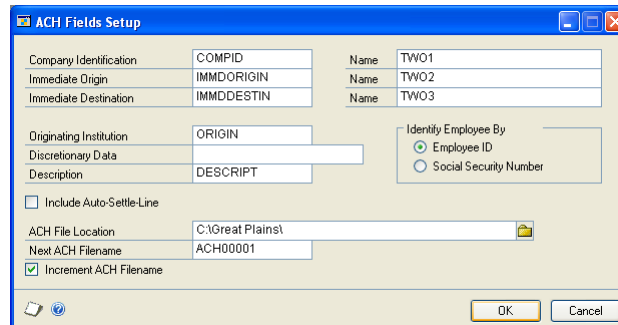 ACH Fields Setup
Company Identification COMPID Name TWO1
Immediate Origin IMMDORIGIN Name TWO2
Immediate Destination IMMDDESTIN Name TWO3
Originating Institution ORIGIN
Discretionary Data
Description DESCRIPT
Identify Employee By
Employee ID
Social Security Number
Include Auto-Settle-Line
ACH File Location C:\Great Plains\
Next ACH Filename ACH00001
Increment ACH Filename
OK Cancel